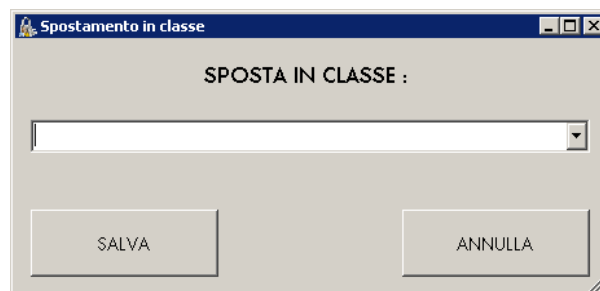 Spostamento in classe
SPOSTA IN CLASSE :
SALVA
ANNULLA